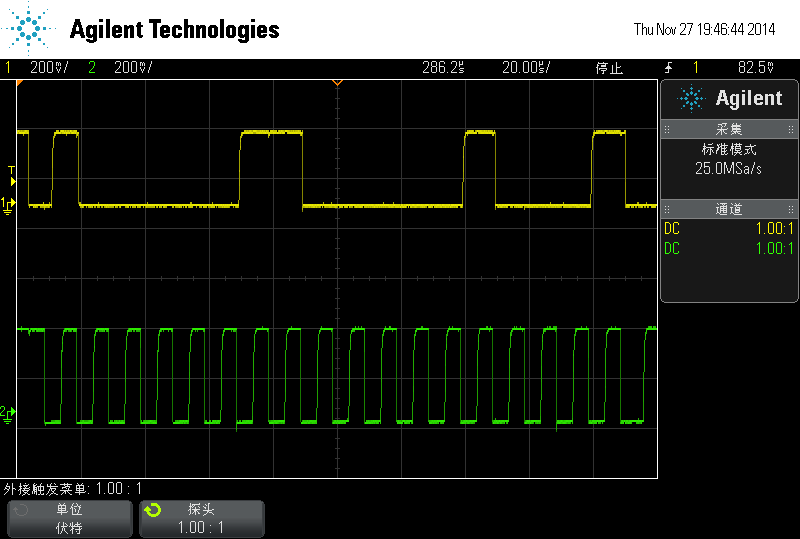 Agilent Technologies
Thu Nov 27 19:46:44 2014
1 200mV/ 2 200mV/ 286.2µs 20.00µs/ 停止 1 82.5mV
Agilent
采集
标准模式
25.0MSa/s
通道
DC 1.00:1
DC 1.00:1
T
1
2
外接触发菜单: 1.00 : 1
单位
伏特
探头
1.00 : 1